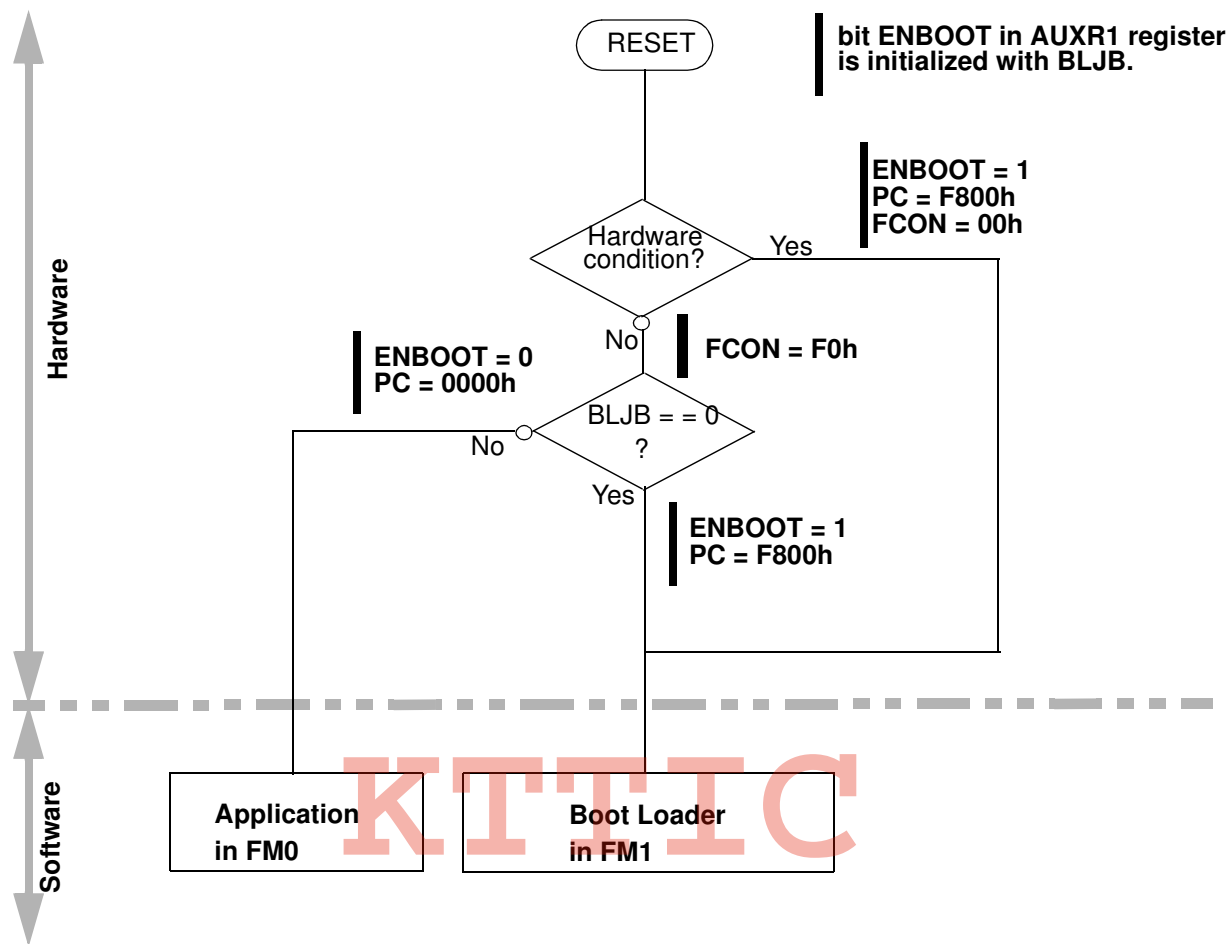 RESET
bit ENBOOT in AUXR1 register
is initialized with BLJB.
ENBOOT = 1
PC = F800h
FCON = 00h
Hardware
condition?
Yes
No
FCON = F0h
ENBOOT = 0
PC = 0000h
BLJB = = 0
?
No
Yes
ENBOOT = 1
PC = F800h
Hardware
Software
Application
in FM0
Boot Loader
in FM1
KTTIC